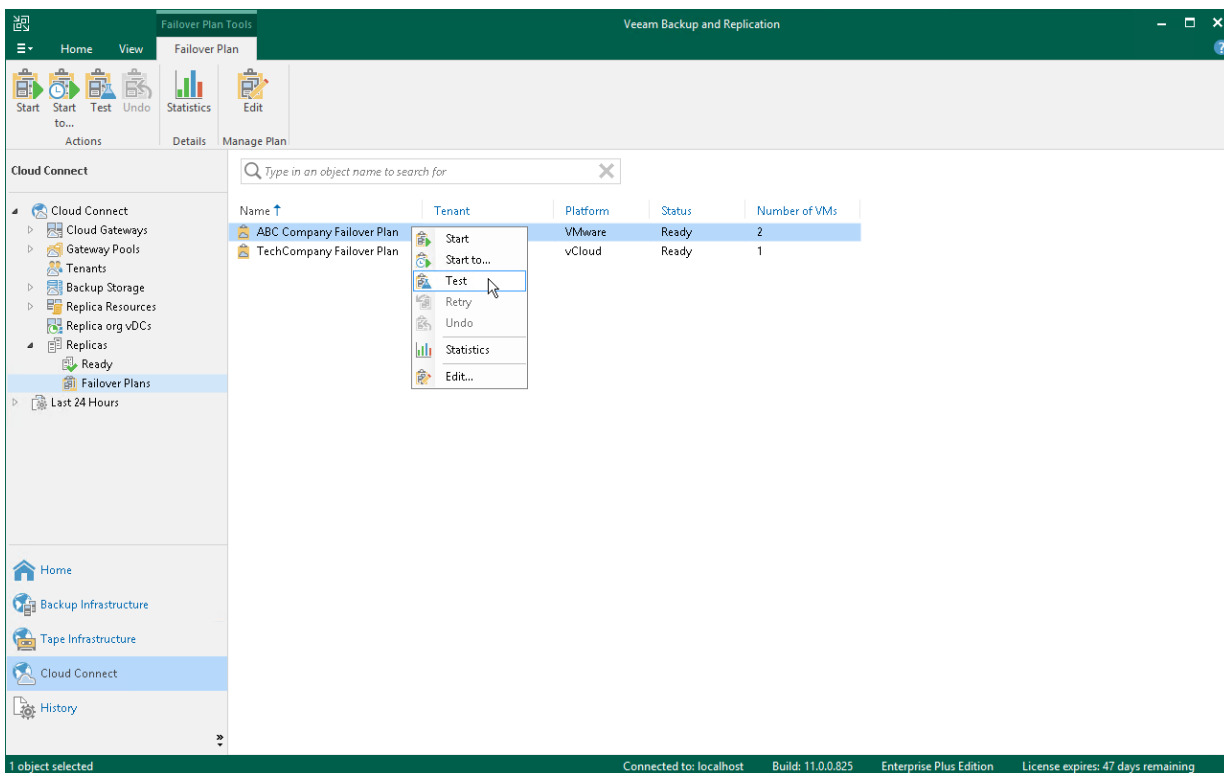 Failover Plan Tools
Veeam Backup and Replication
Home View Failover Plan
?
Start Start to... Test Undo Statistics Edit
Actions Details Manage Plan
Cloud Connect
Type in an object name to search for
Cloud Connect
Cloud Gateways
Gateway Pools
Tenants
Backup Storage
Replica Resources
Replica org vDCs
Replicas
Ready
Failover Plans
Last 24 Hours
Name Tenant Platform Status Number of VMs
ABC Company Failover Plan VMware Ready 2
TechCompany Failover Plan vCloud Ready 1
Start
Start to...
Test
Retry
Undo
Statistics
Edit...
Home
Backup Infrastructure
Tape Infrastructure
Cloud Connect
History
1 object selected Connected to: localhost Build: 11.0.0.825 Enterprise Plus Edition License expires: 47 days remaining